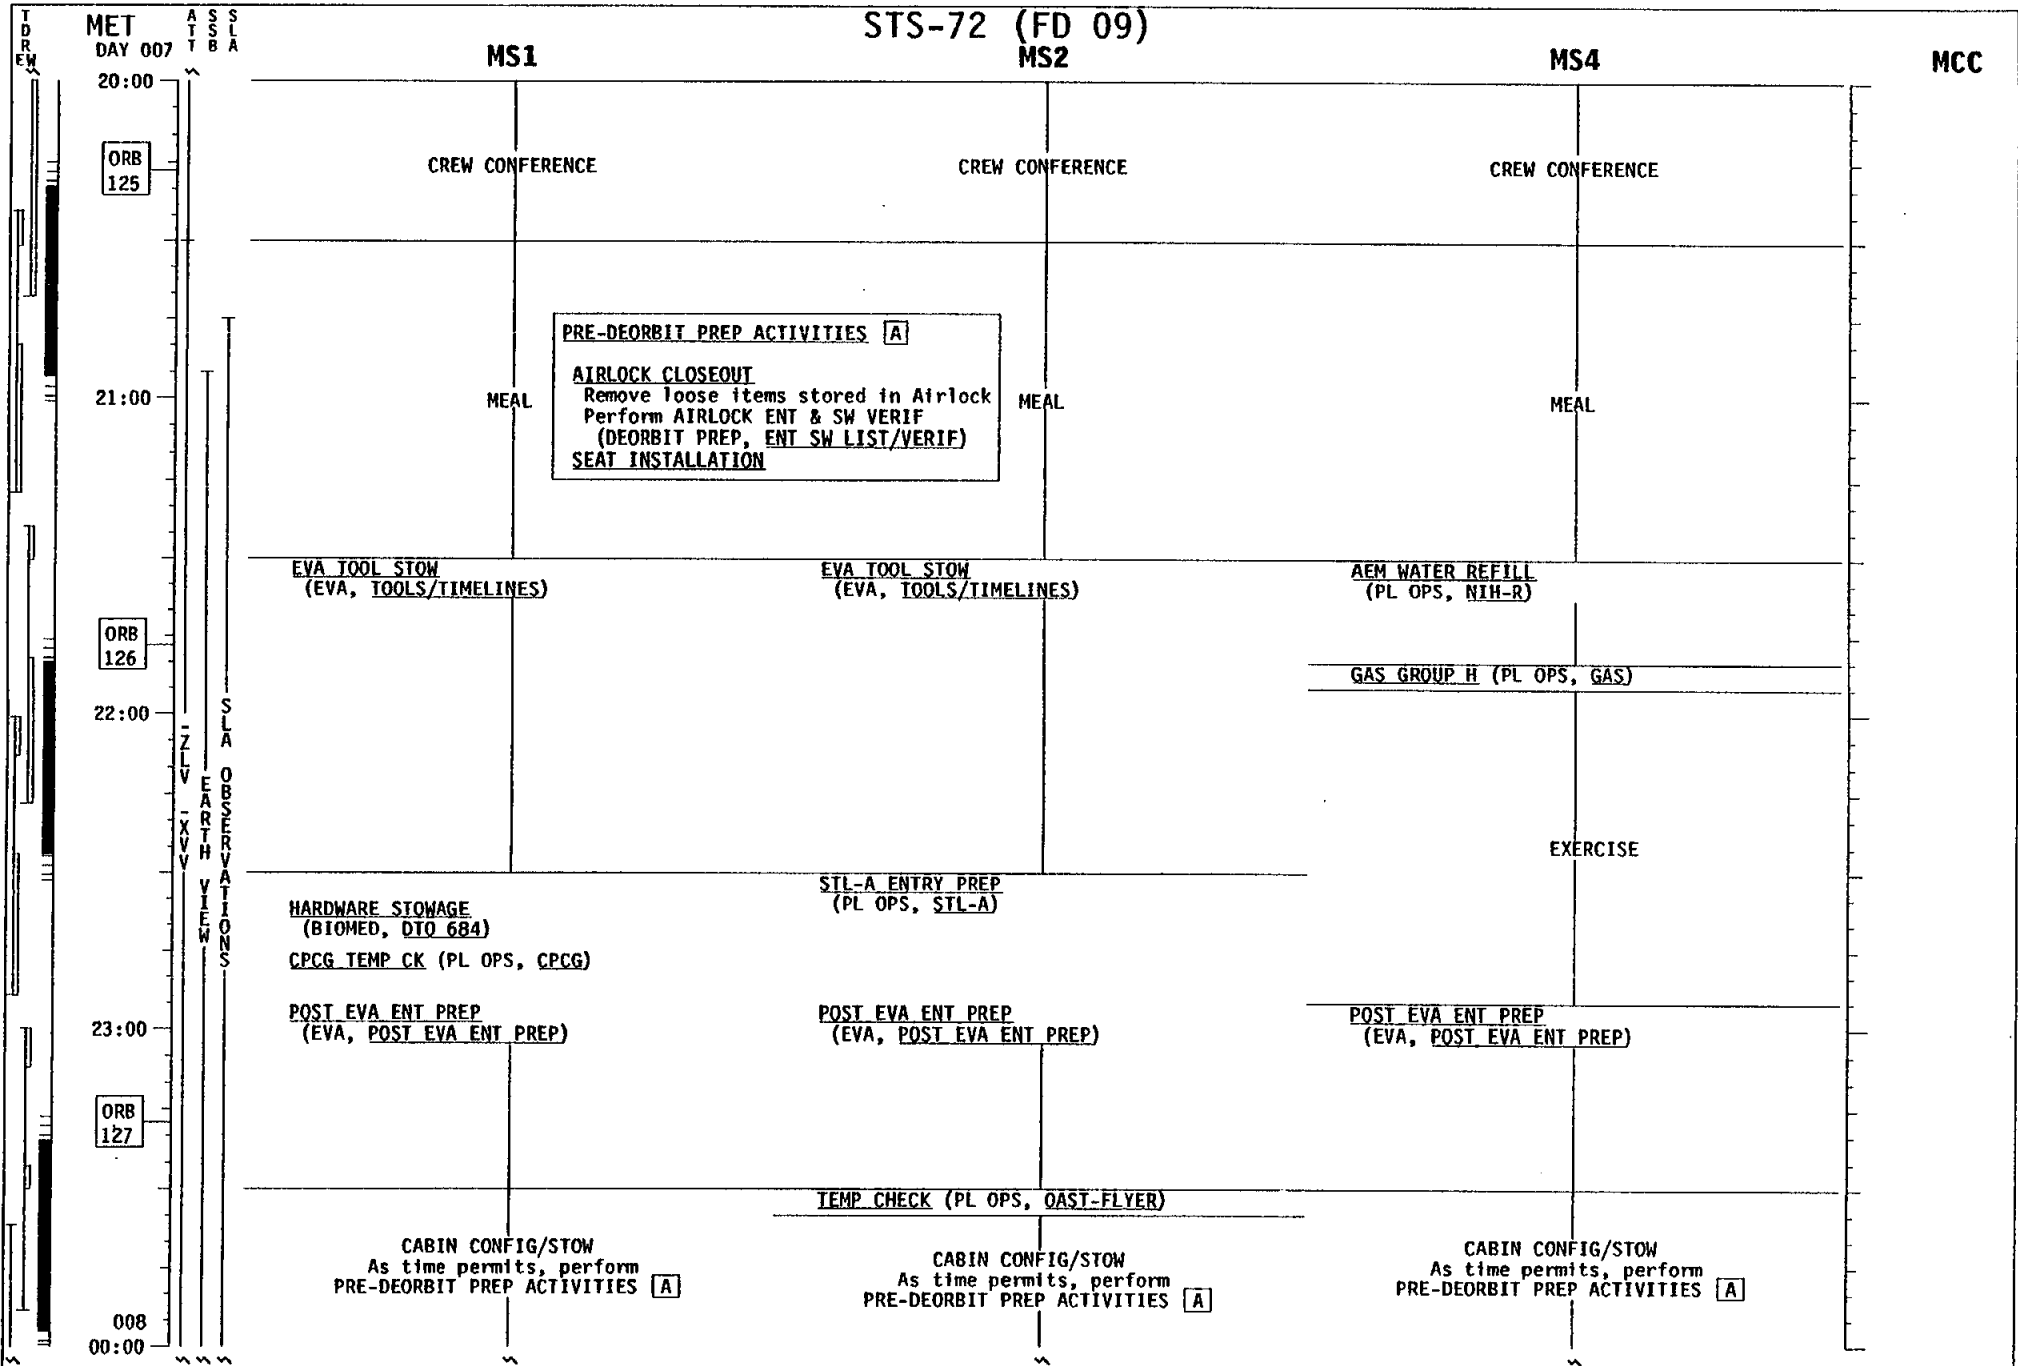 STS-72 (FD 09)
TDRE W
MET
DAY 007
ATT
SSB
SLA
MS1
MS2
MS4
MCC
20:00
ORB
125
CREW CONFERENCE
CREW CONFERENCE
CREW CONFERENCE
PRE-DEORBIT PREP ACTIVITIES A
AIRLOCK CLOSEOUT
Remove loose items stored in Airlock
Perform AIRLOCK ENT & SW VERIF
(DEORBIT PREP, ENT SW LIST/VERIF)
SEAT INSTALLATION
21:00
MEAL
MEAL
MEAL
EVA TOOL STOW
(EVA, TOOLS/TIMELINES)
EVA TOOL STOW
(EVA, TOOLS/TIMELINES)
AEM WATER REFILL
(PL OPS, NIH-R)
ORB
126
GAS GROUP H (PL OPS, GAS)
22:00
-ZLV -XVV
EARTH VIEW
SLA OBSERVATIONS
EXERCISE
HARDWARE STOWAGE
(BIOMED, DTO 684)
CPCG TEMP CK (PL OPS, CPCG)
STL-A ENTRY PREP
(PL OPS, STL-A)
23:00
POST EVA ENT PREP
(EVA, POST EVA ENT PREP)
POST EVA ENT PREP
(EVA, POST EVA ENT PREP)
POST EVA ENT PREP
(EVA, POST EVA ENT PREP)
ORB
127
TEMP CHECK (PL OPS, OAST-FLYER)
CABIN CONFIG/STOW
As time permits, perform
PRE-DEORBIT PREP ACTIVITIES A
CABIN CONFIG/STOW
As time permits, perform
PRE-DEORBIT PREP ACTIVITIES A
CABIN CONFIG/STOW
As time permits, perform
PRE-DEORBIT PREP ACTIVITIES A
008
00:00